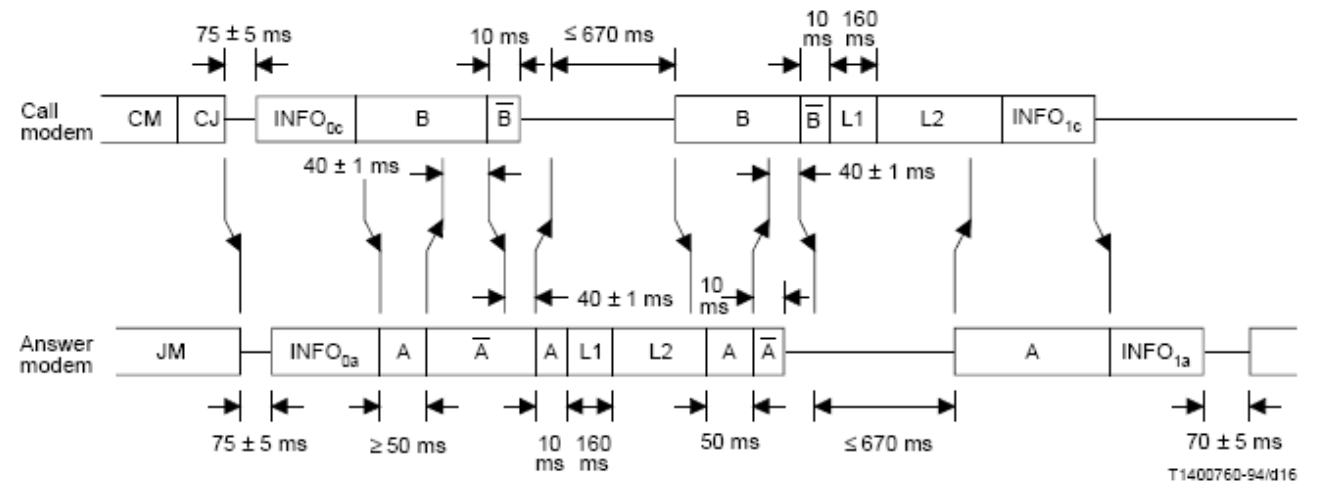 75 ± 5 ms
10 ms
≤ 670 ms
10 ms
160 ms
Call modem
CM
CJ
INFO0c
B
B̅
B
B̅
L1
L2
INFO1c
40 ± 1 ms
40 ± 1 ms
40 ± 1 ms
10 ms
Answer modem
JM
INFO0a
A
A̅
A
L1
L2
A
A̅
A
INFO1a
75 ± 5 ms
≥ 50 ms
10 ms
160 ms
50 ms
≤ 670 ms
70 ± 5 ms
T1400760-94/d16